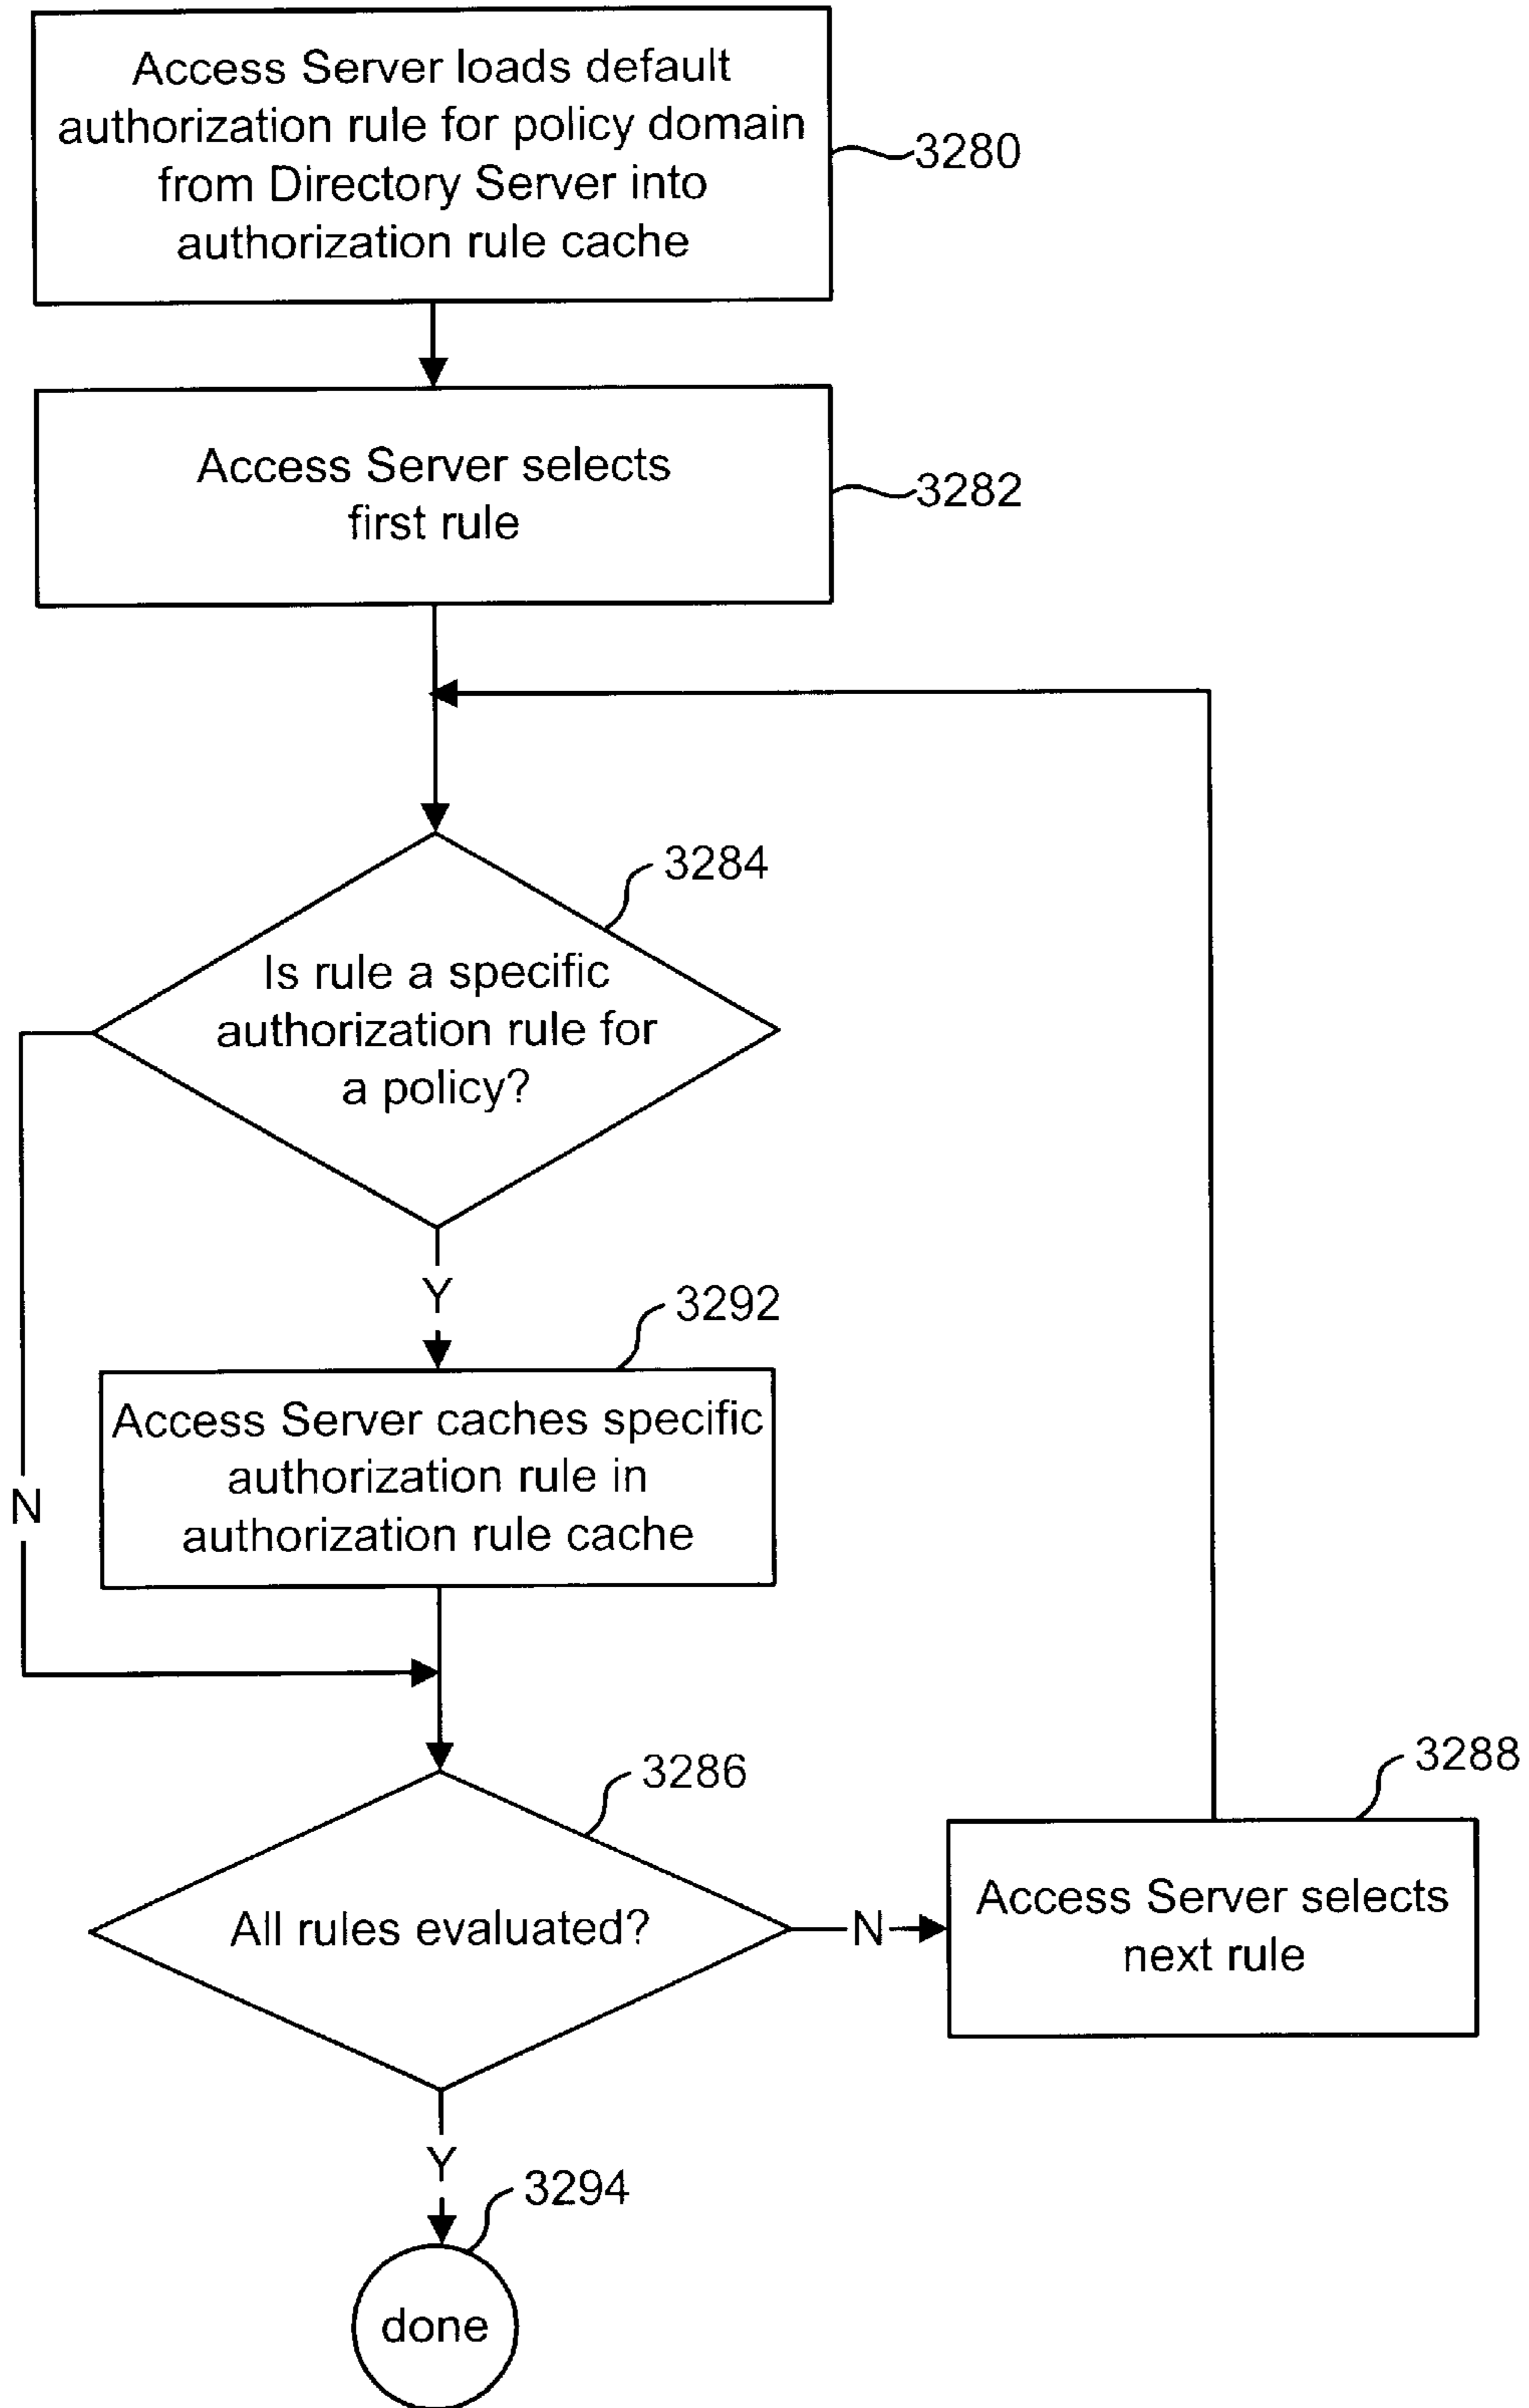 Access Server loads default
authorization rule for policy domain
from Directory Server into
authorization rule cache
3280
Access Server selects
first rule
3282
3284
Is rule a specific
authorization rule for
a policy?
Y
3292
Access Server caches specific
authorization rule in
authorization rule cache
N
3286
All rules evaluated?
N
3288
Access Server selects
next rule
Y
3294
done